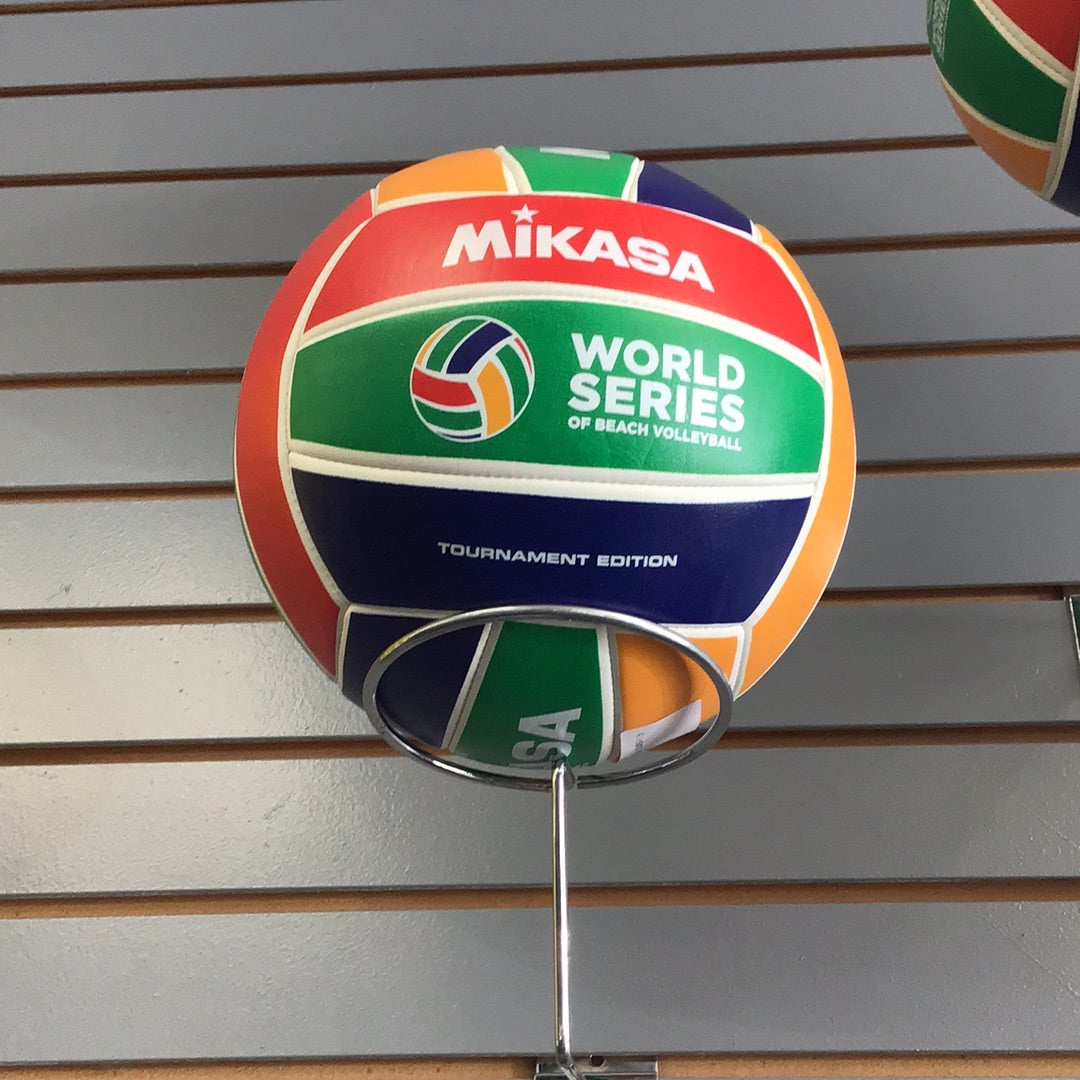 MiKASA
WORLD
SERIES
OF BEACH VOLLEYBALL
TOURNAMENT EDITION